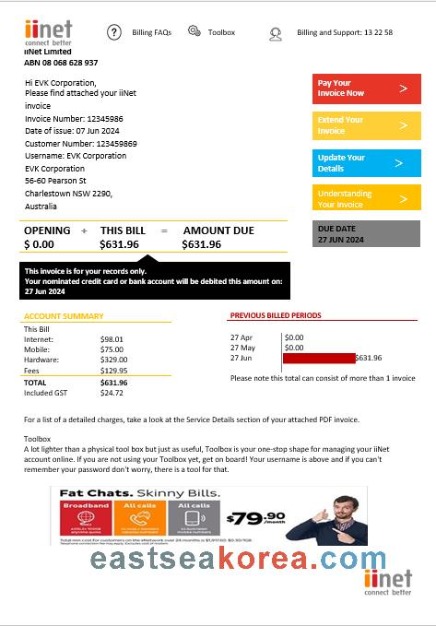 iinet
connect better
Billing FAQs
Toolbox
Billing and Support: 13 22 58
iiNet Limited
ABN 08 068 628 937
Hi EVK Corporation,
Please find attached your iiNet
invoice
Invoice Number: 12345986
Date of issue: 07 Jun 2024
Customer Number: 123459869
Username: EVK Corporation
EVK Corporation
56-60 Pearson St
Charlestown NSW 2290,
Australia
Pay Your
Invoice Now >
Extend Your
Invoice >
Update Your
Details >
Understanding
Your Invoice >
OPENING + THIS BILL = AMOUNT DUE
$ 0.00 $631.96 $631.96
DUE DATE
27 JUN 2024
This invoice is for your records only.
Your nominated credit card or bank account will be debited this amount on:
27 Jun 2024
ACCOUNT SUMMARY
This Bill
Internet: $98.01
Mobile: $75.00
Hardware: $329.00
Fees $129.95
TOTAL $631.96
Included GST $24.72
PREVIOUS BILLED PERIODS
27 Apr $0.00
27 May $0.00
27 Jun $631.96
Please note this total can consist of more than 1 invoice
For a list of a detailed charges, take a look at the Service Details section of your attached PDF invoice.
Toolbox
A lot lighter than a physical tool box but just as useful, Toolbox is your one-stop shape for managing your iiNet
account online. If you are not using your Toolbox yet, get on board! Your username is above and if you can't
remember your password don't worry, there is a tool for that.
Fat Chats. Skinny Bills.
Broadband
All calls
All calls
$79.90
/month
eastseakorea.com
iinet
connect better